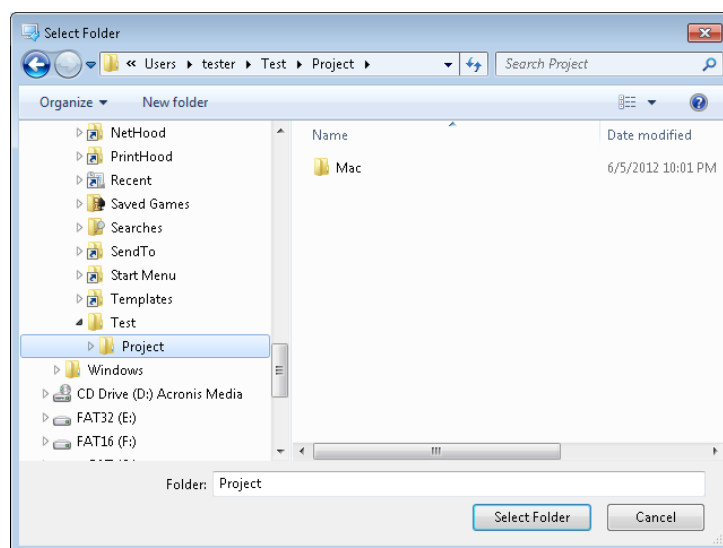 Select Folder
« Users ▸ tester ▸ Test ▸ Project ▸ Search Project
Organize ▾ New folder
NetHood
PrintHood
Recent
Saved Games
Searches
SendTo
Start Menu
Templates
Test
Project
Windows
CD Drive (D:) Acronis Media
FAT32 (E:)
FAT16 (F:)
Name Date modified
Mac 6/5/2012 10:01 PM
Folder: Project
Select Folder Cancel